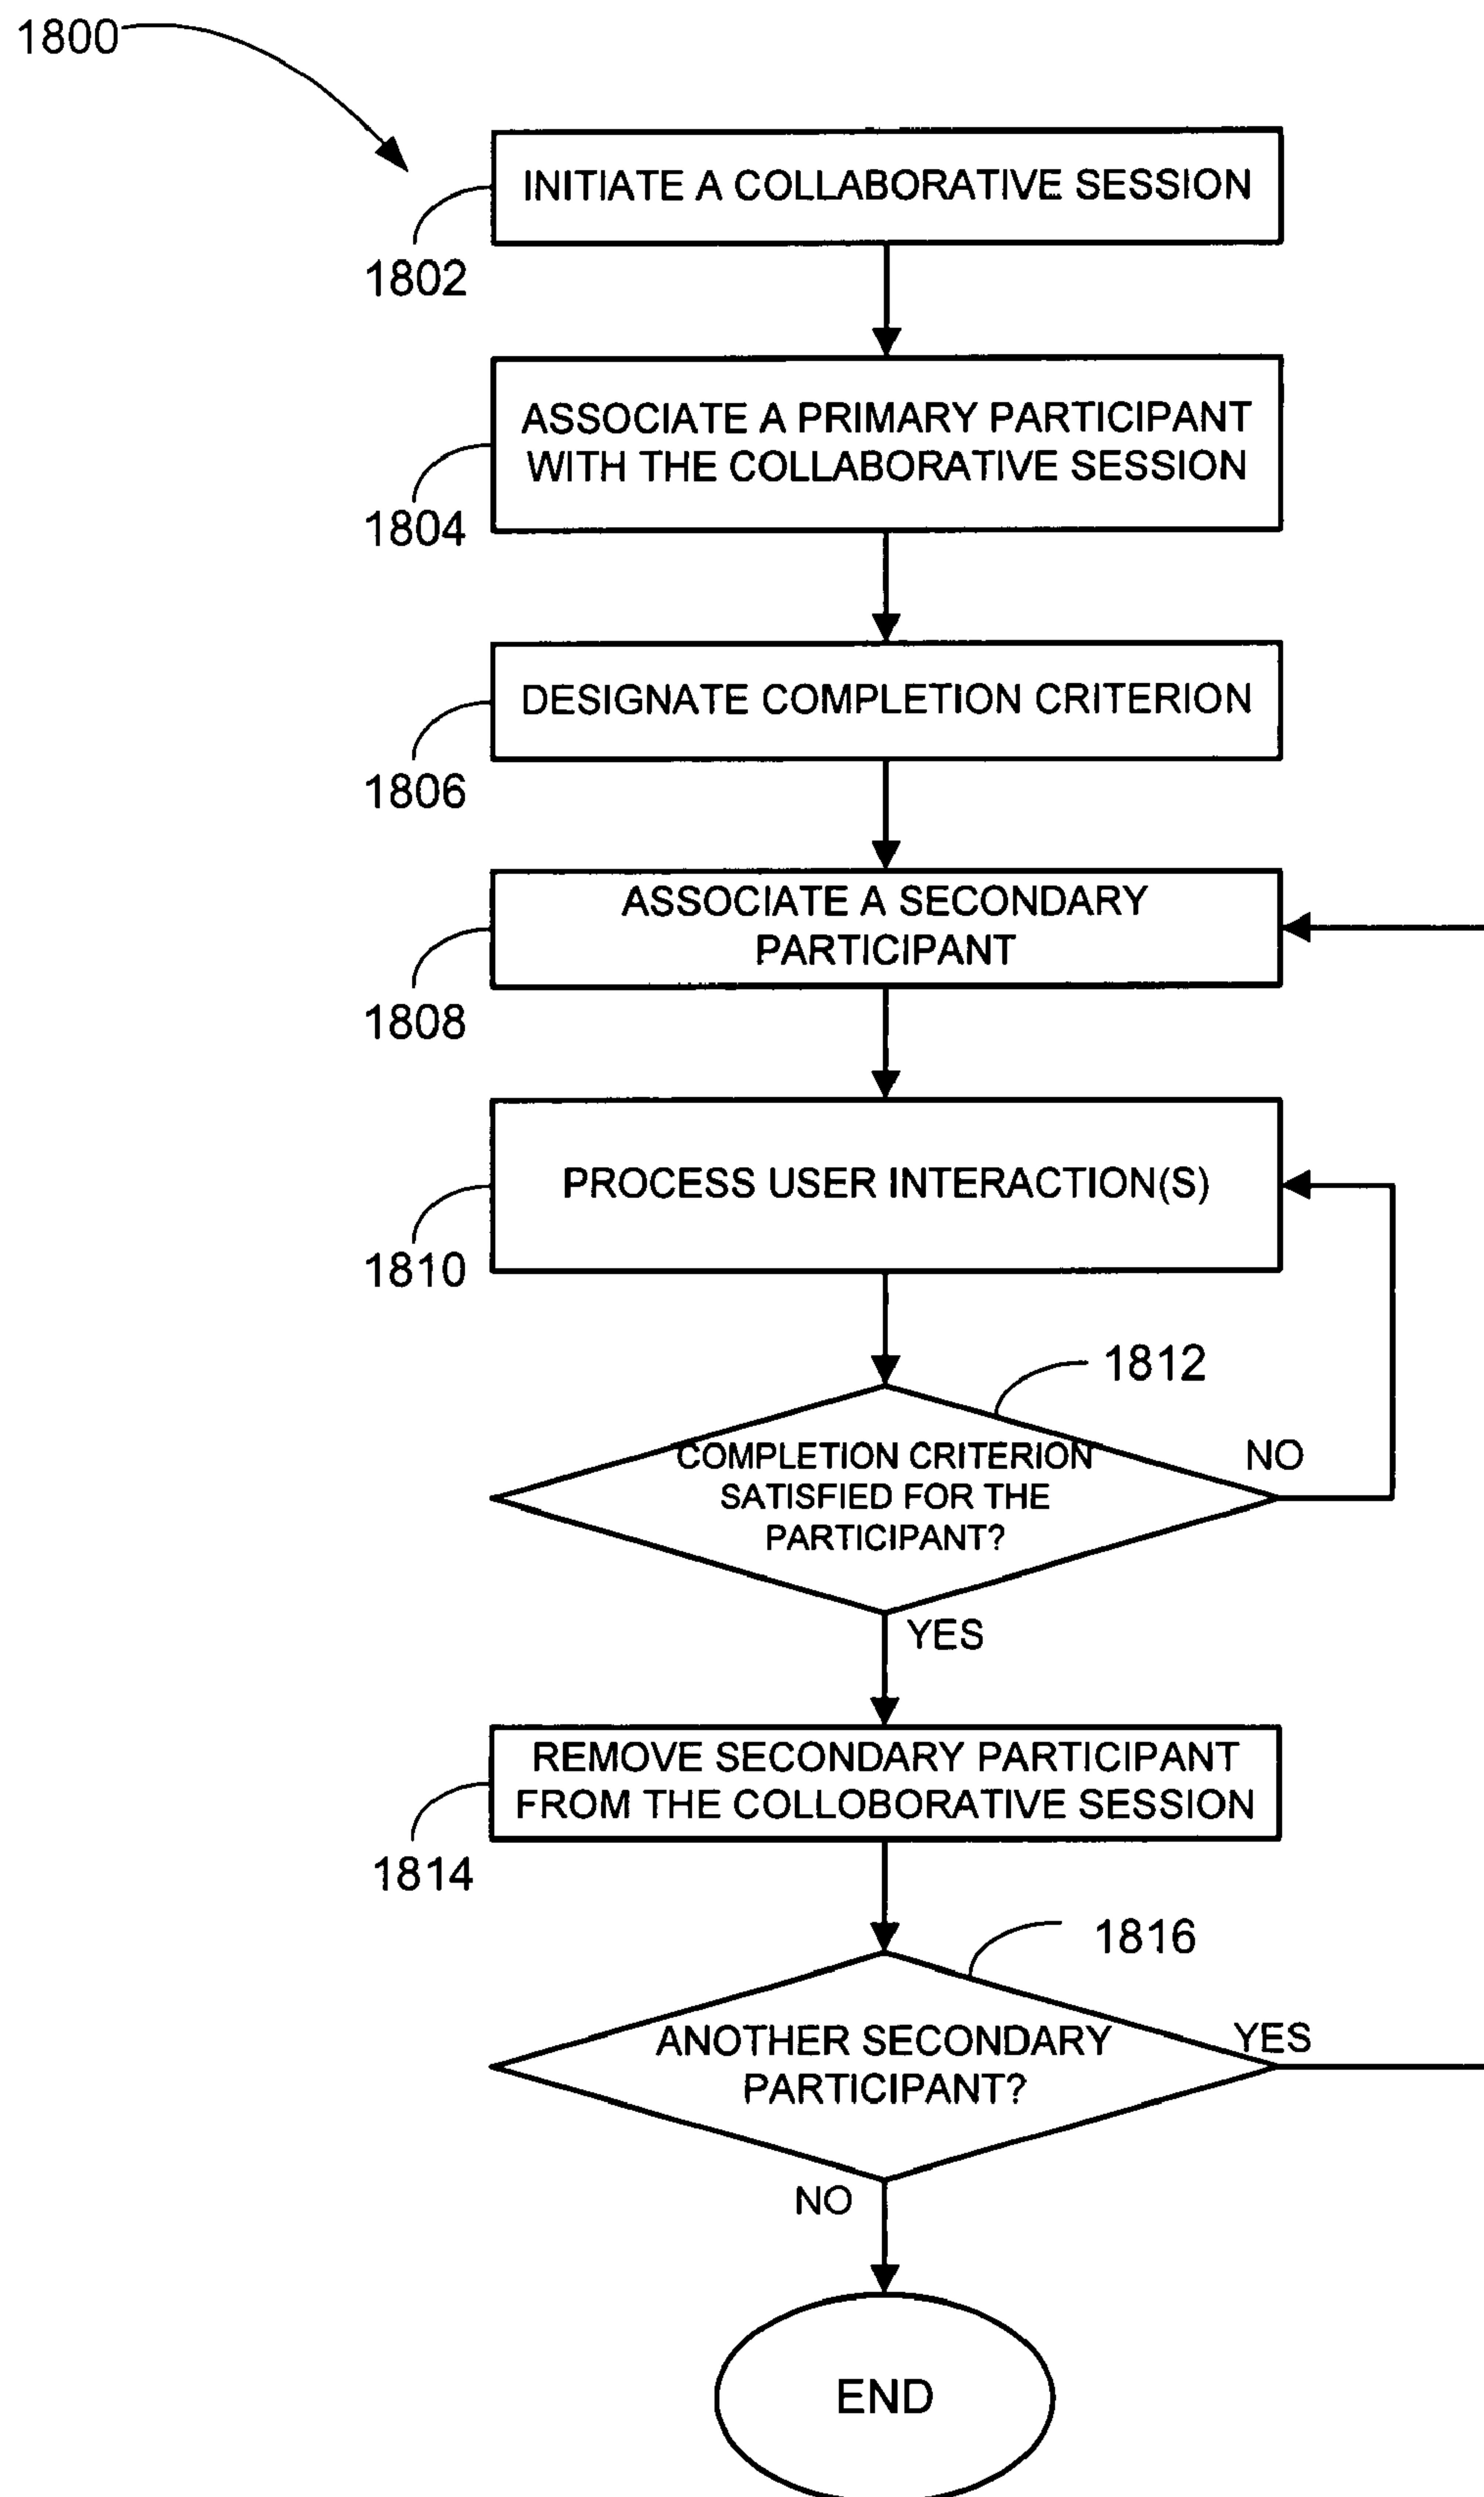 1800
INITIATE A COLLABORATIVE SESSION
1802
ASSOCIATE A PRIMARY PARTICIPANT
WITH THE COLLABORATIVE SESSION
1804
DESIGNATE COMPLETION CRITERION
1806
ASSOCIATE A SECONDARY
PARTICIPANT
1808
PROCESS USER INTERACTION(S)
1810
1812
COMPLETION CRITERION
SATISFIED FOR THE
PARTICIPANT?
NO
YES
REMOVE SECONDARY PARTICIPANT
FROM THE COLLOBORATIVE SESSION
1814
1816
ANOTHER SECONDARY
PARTICIPANT?
YES
NO
END